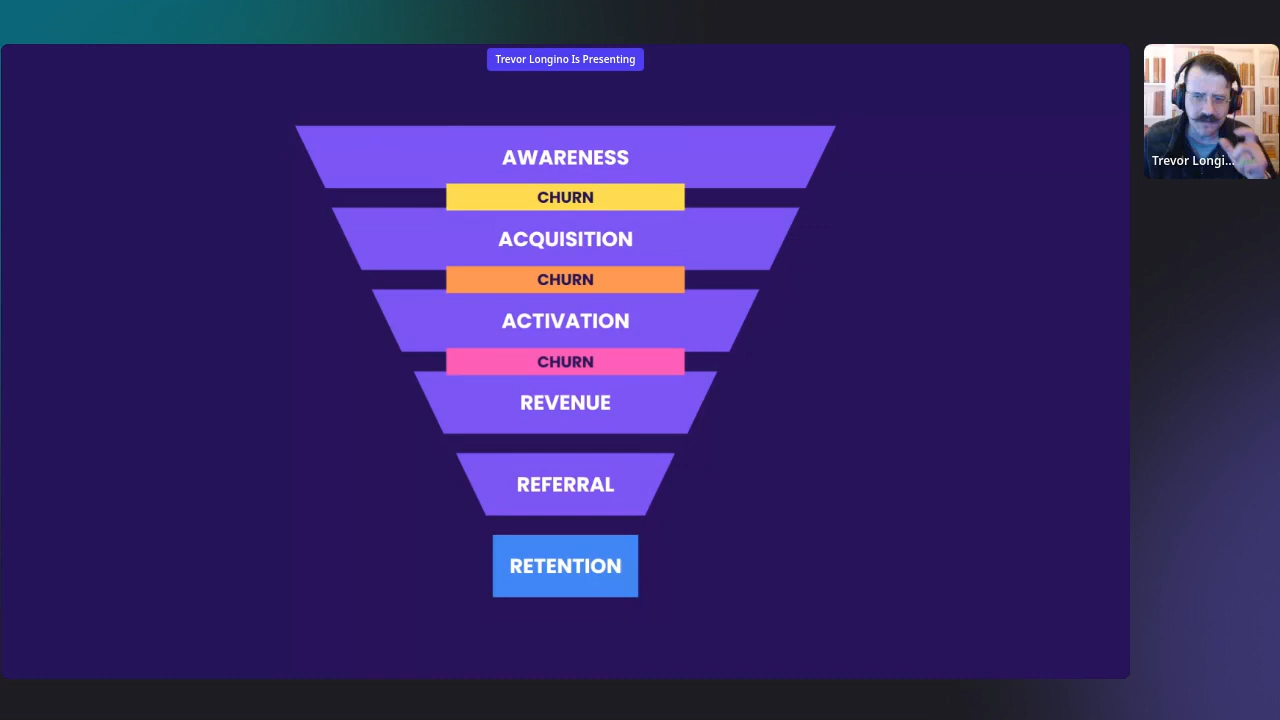 Trevor Longino Is Presenting
AWARENESS
CHURN
ACQUISITION
CHURN
ACTIVATION
CHURN
REVENUE
REFERRAL
RETENTION
Trevor Longi...